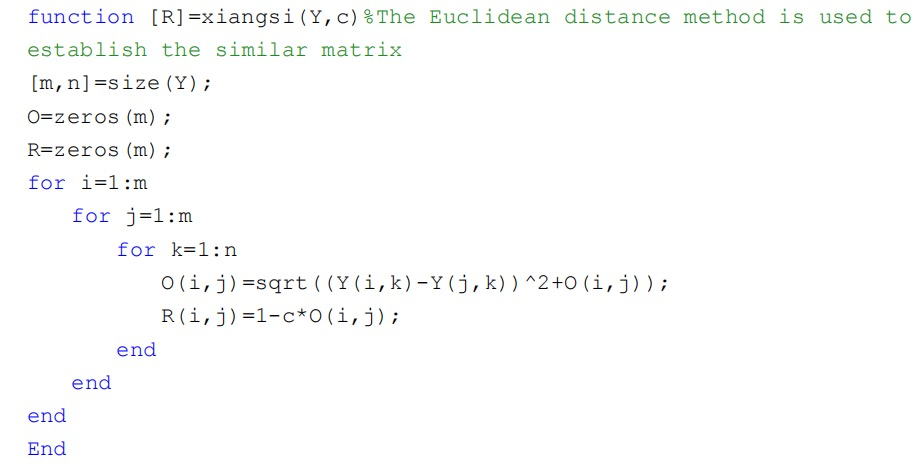 function [R]=xiangsi(Y,c)%The Euclidean distance method is used to
establish the similar matrix
[m,n]=size(Y);
O=zeros(m);
R=zeros(m);
for i=1:m
for j=1:m
for k=1:n
O(i,j)=sqrt((Y(i,k)-Y(j,k))^2+O(i,j));
R(i,j)=1-c*O(i,j);
end
end
end
End